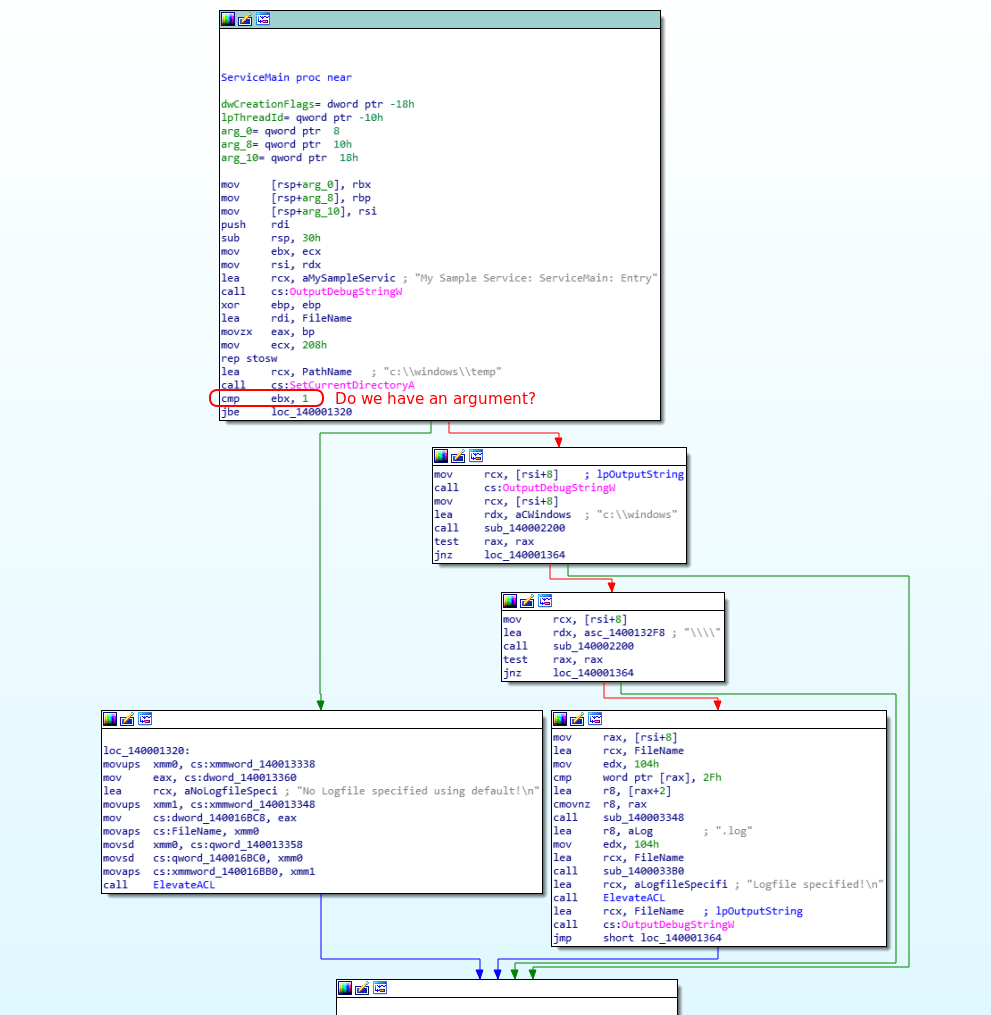 ServiceMain proc near
dwCreationFlags= dword ptr -18h
lpThreadId= qword ptr -10h
arg_0= qword ptr  8
arg_8= qword ptr  10h
arg_10= qword ptr  18h
mov     [rsp+arg_0], rbx
mov     [rsp+arg_8], rbp
mov     [rsp+arg_10], rsi
push    rdi
sub     rsp, 30h
mov     ebx, ecx
mov     rsi, rdx
lea     rcx, aMySampleServic ; "My Sample Service: ServiceMain: Entry"
call    cs:OutputDebugStringW
xor     ebp, ebp
lea     rdi, FileName
movzx   eax, bp
mov     ecx, 208h
rep stosw
lea     rcx, PathName   ; "c:\\windows\\temp"
call    cs:SetCurrentDirectoryA
cmp     ebx, 1 Do we have an argument?
jbe     loc_140001320
mov     rcx, [rsi+8]    ; lpOutputString
call    cs:OutputDebugStringW
mov     rcx, [rsi+8]
lea     rdx, aCWindows  ; "c:\\windows"
call    sub_140002200
test    rax, rax
jnz     loc_140001364
mov     rcx, [rsi+8]
lea     rdx, asc_1400132F8 ; "\\\\"
call    sub_140002200
test    rax, rax
jnz     loc_140001364
loc_140001320:
movups  xmm0, cs:xmmword_140013338
mov     eax, cs:dword_140013360
lea     rcx, aNoLogfileSpeci ; "No Logfile specified using default!\n"
movups  xmm1, cs:xmmword_140013348
mov     cs:dword_140016BC8, eax
movaps  cs:FileName, xmm0
movsd   xmm0, cs:qword_140013358
movsd   cs:qword_140016BC0, xmm0
movaps  cs:xmmword_140016BB0, xmm1
call    ElevateACL
mov     rax, [rsi+8]
lea     rcx, FileName
mov     edx, 104h
cmp     word ptr [rax], 2Fh
lea     r8, [rax+2]
cmovnz  r8, rax
call    sub_140003348
lea     r8, aLog        ; ".log"
mov     edx, 104h
lea     rcx, FileName
call    sub_1400033B0
lea     rcx, aLogfileSpecifi ; "Logfile specified!\n"
call    ElevateACL
lea     rcx, FileName   ; lpOutputString
call    cs:OutputDebugStringW
jmp     short loc_140001364